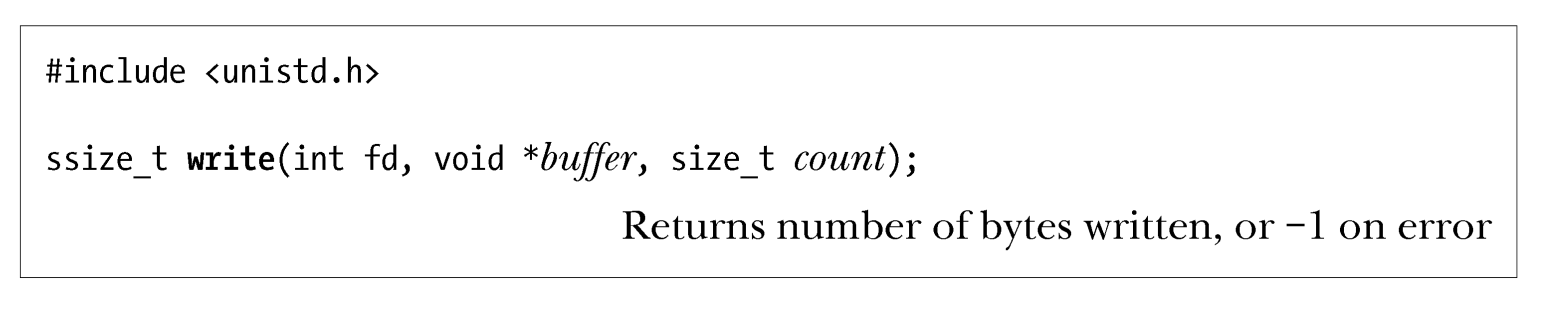 #include <unistd.h>
ssize_t write(int fd, void *buffer, size_t count);
Returns number of bytes written, or –1 on error